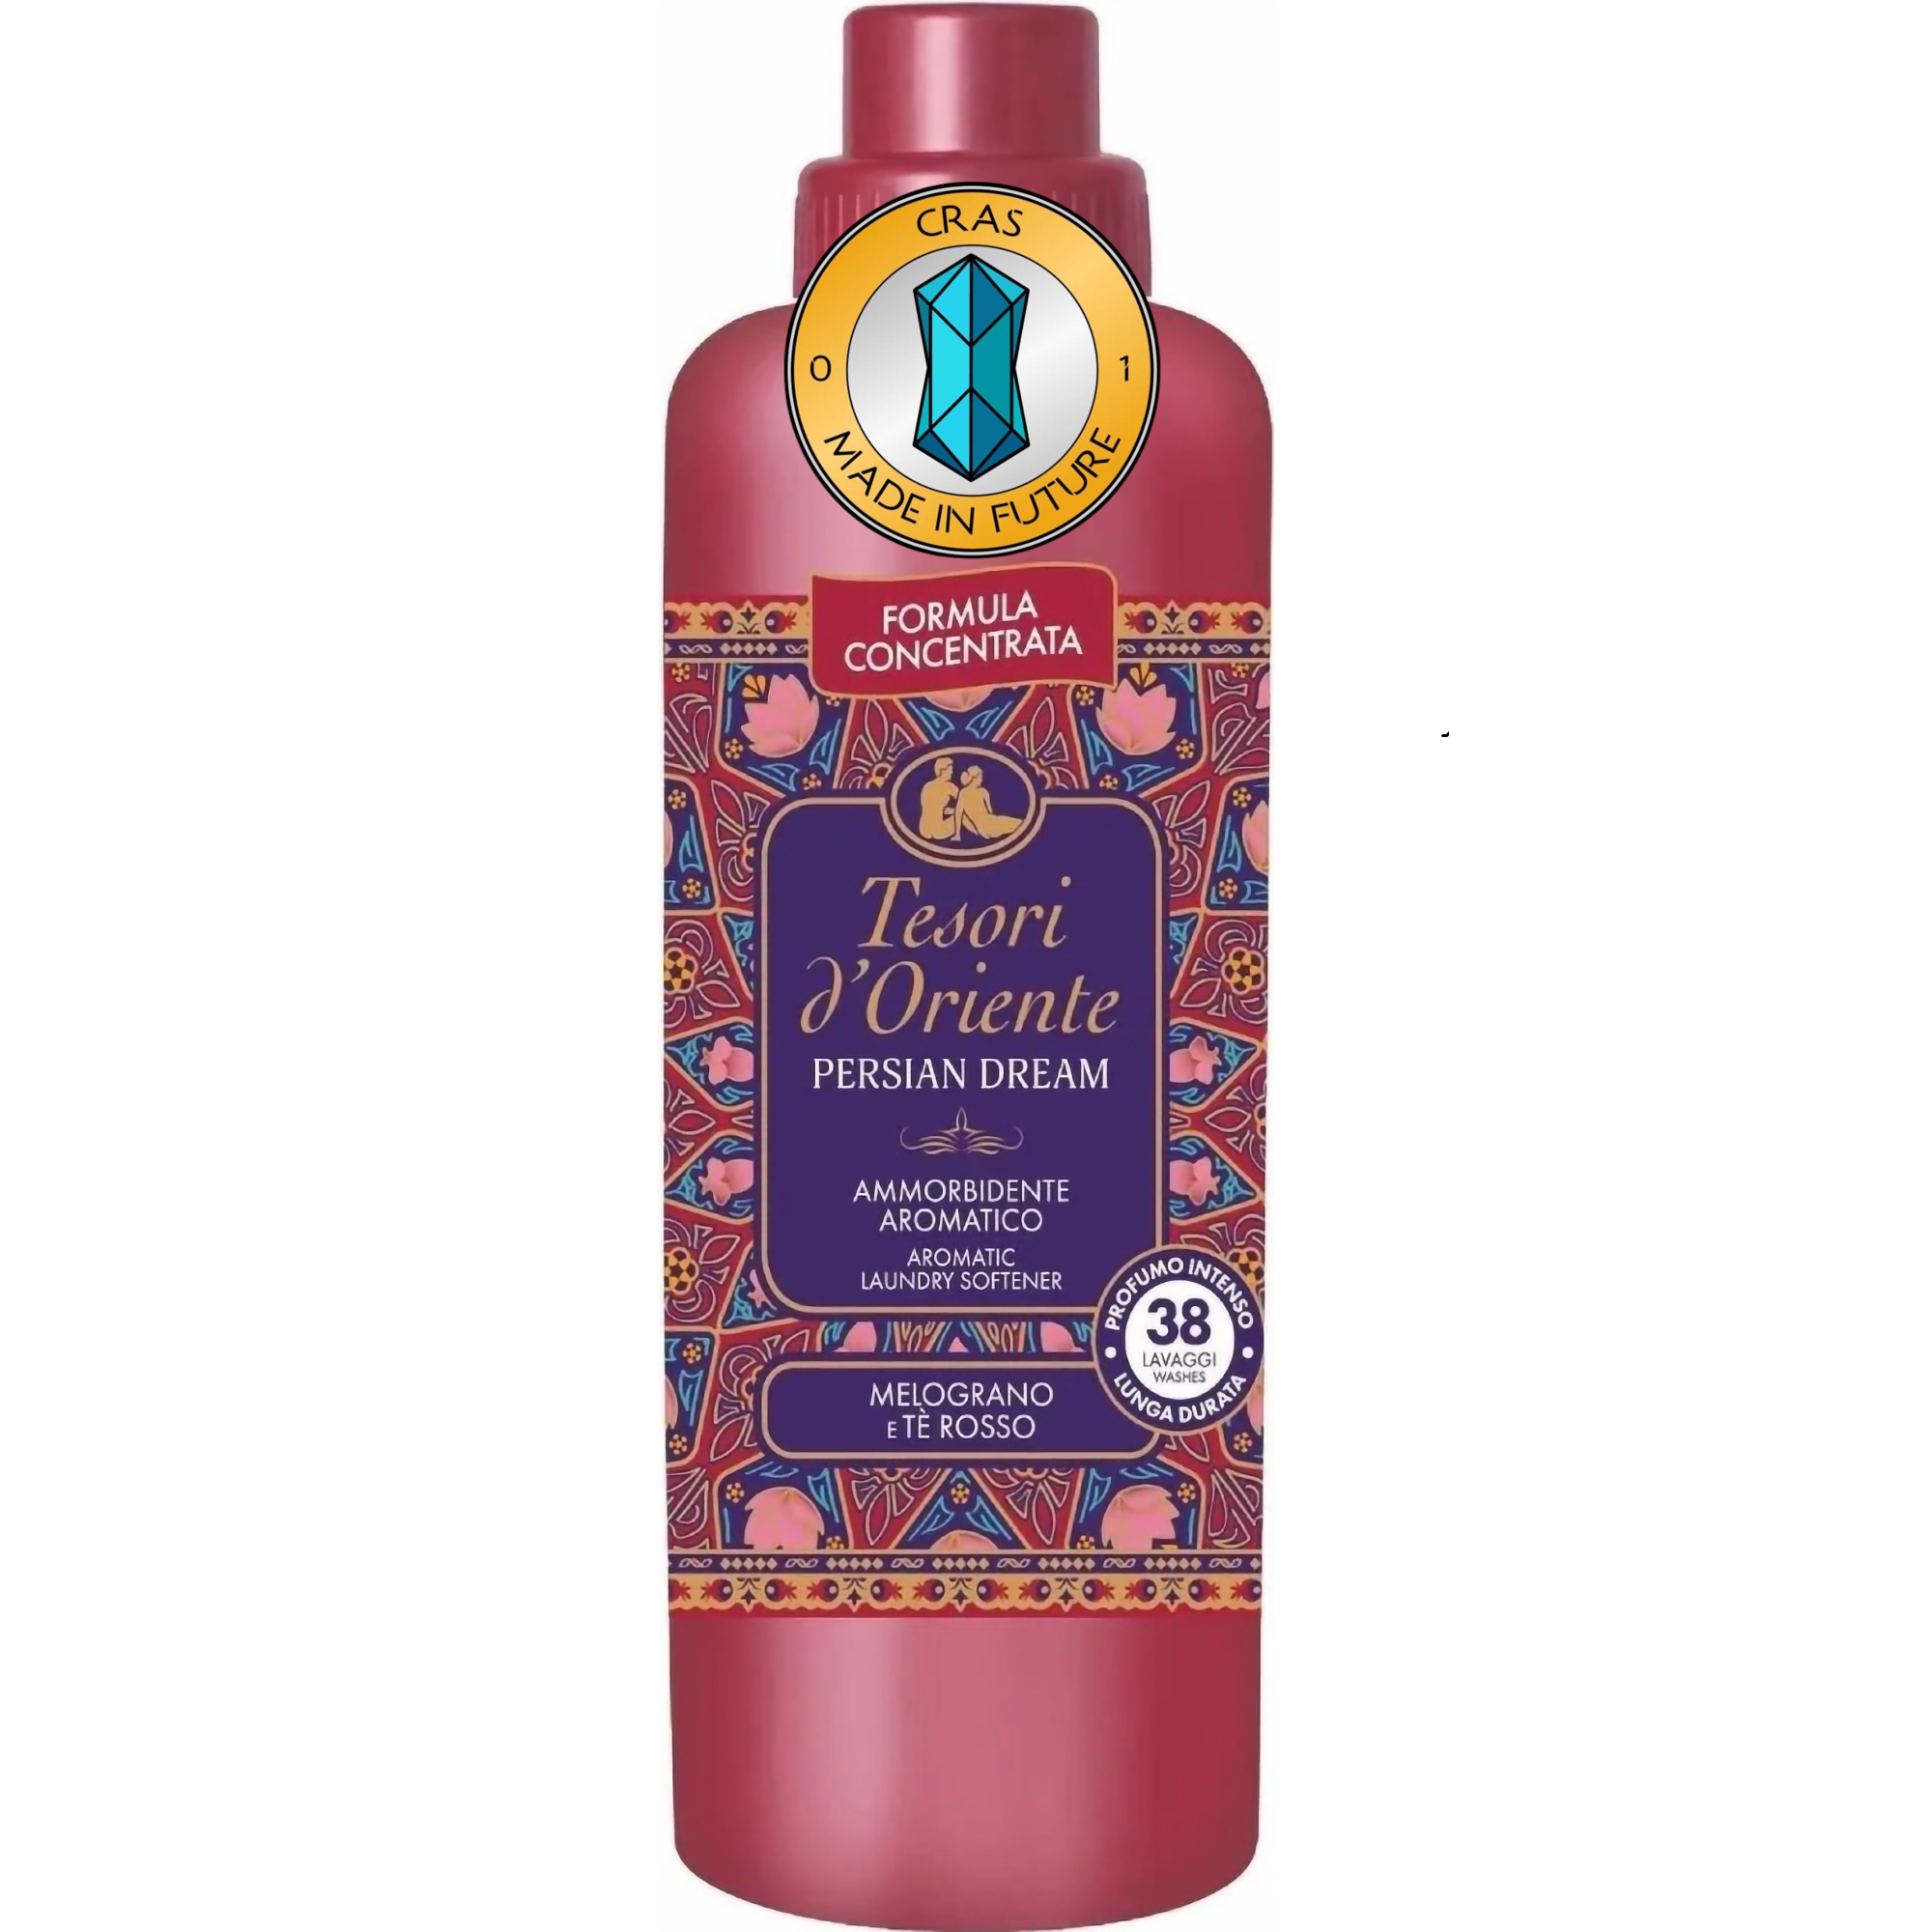 CRAS
0 1
MADE IN FUTURE
FORMULA
CONCENTRATA
Tesori
d'Oriente
PERSIAN DREAM
AMMORBIDENTE
AROMATICO
AROMATIC
LAUNDRY SOFTENER
PROFUMO INTENSO
38
LAVAGGI
WASHES
LUNGA DURATA
MELOGRANO
E TÈ ROSSO